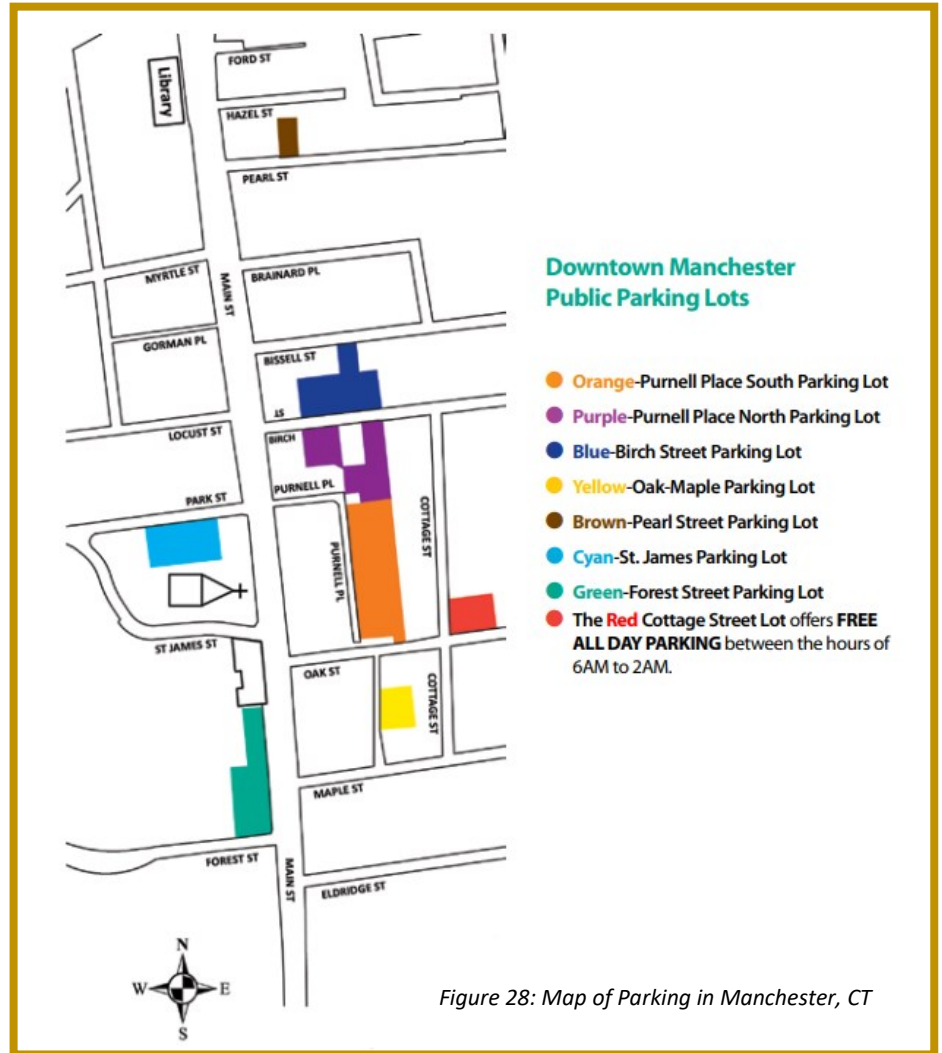 FORD ST
Library
HAZEL ST
PEARL ST
MYRTLE ST
MAIN ST
BRAINARD PL
GORMAN PL
BISSELL ST
ST
LOCUST ST
BIRCH
PURNELL PL
PARK ST
COTTAGE ST
PURNELL PL
ST JAMES ST
OAK ST
COTTAGE ST
MAPLE ST
FOREST ST
MAIN ST
ELDRIDGE ST
N
W
E
S
Downtown Manchester
Public Parking Lots
Orange-Purnell Place South Parking Lot
Purple-Purnell Place North Parking Lot
Blue-Birch Street Parking Lot
Yellow-Oak-Maple Parking Lot
Brown-Pearl Street Parking Lot
Cyan-St. James Parking Lot
Green-Forest Street Parking Lot
The Red Cottage Street Lot offers FREE
ALL DAY PARKING between the hours of
6AM to 2AM.
Figure 28: Map of Parking in Manchester, CT